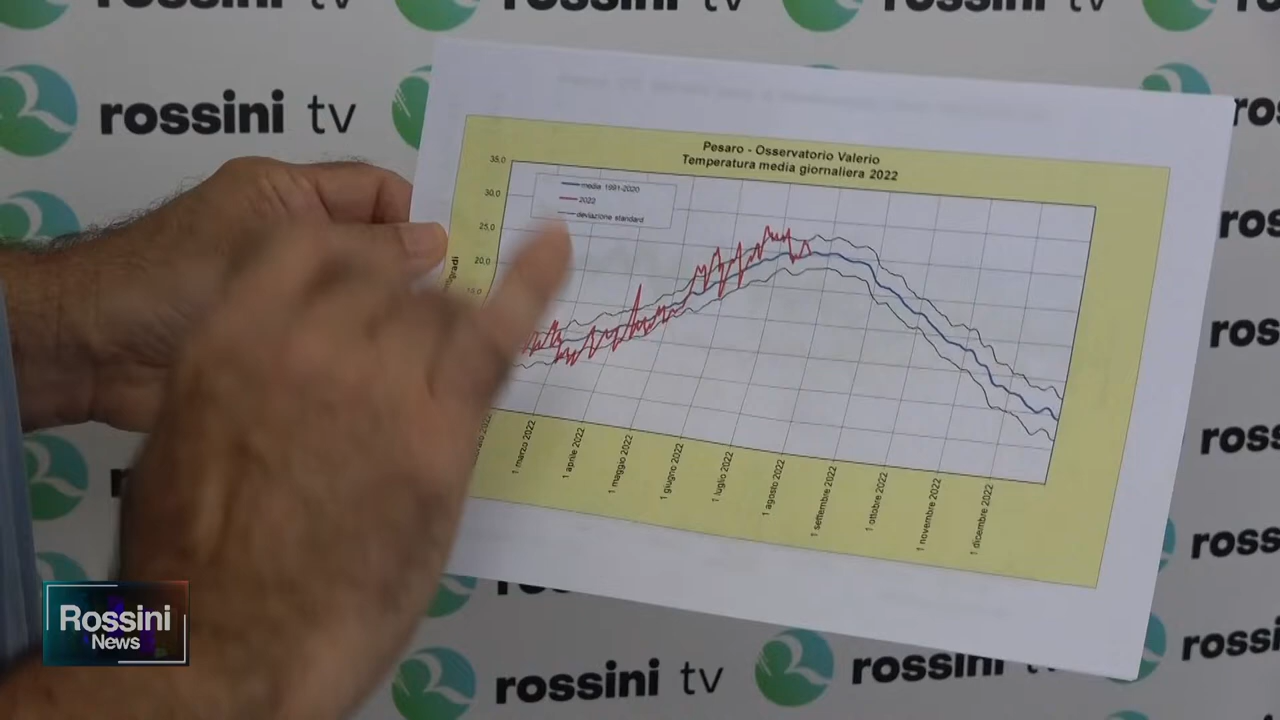 rossini tv
rossini tv
rossini tv
Pesaro - Osservatorio Valerio
Temperatura media giornaliera 2022
35,0
30,0
25,0
20,0
15,0
media 1991-2020
2022
deviazione standard
1 marzo 2022
1 aprile 2022
1 maggio 2022
1 giugno 2022
1 luglio 2022
1 agosto 2022
1 settembre 2022
1 ottobre 2022
1 novembre 2022
1 dicembre 2022
Rossini
News
rossini tv
rossini